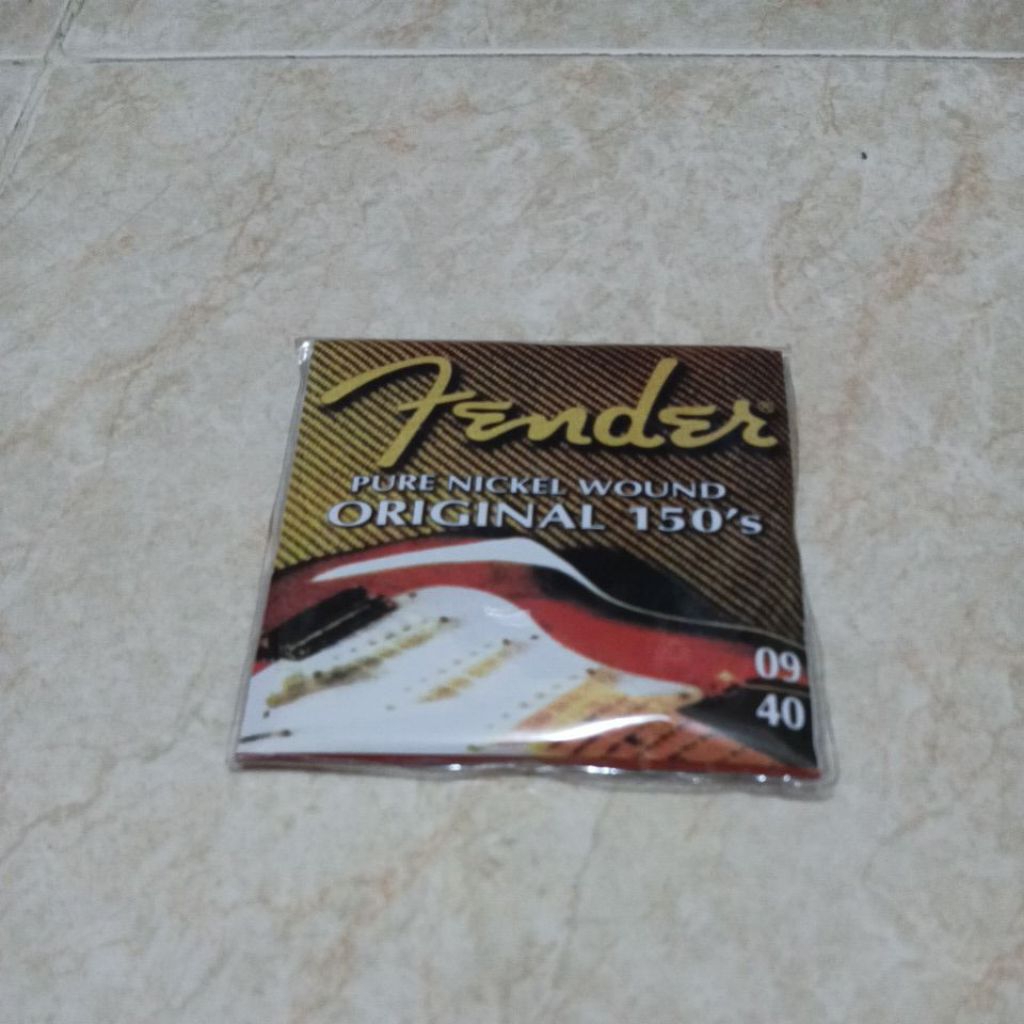 Fender®
PURE NICKEL WOUND
ORIGINAL 150's
09
40